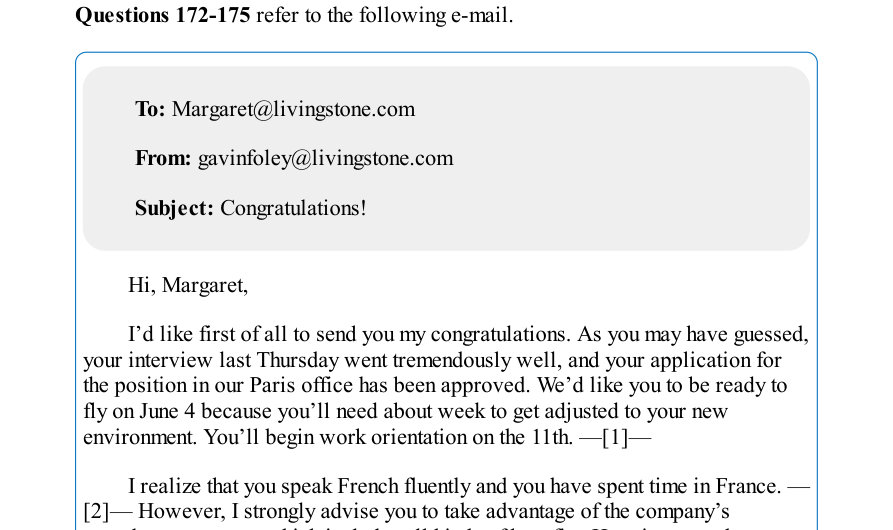 Questions 172-175 refer to the following e-mail.
To: Margaret@livingstone.com
From: gavinfoley@livingstone.com
Subject: Congratulations!
Hi, Margaret,
I’d like first of all to send you my congratulations. As you may have guessed,
your interview last Thursday went tremendously well, and your application for
the position in our Paris office has been approved. We’d like you to be ready to
fly on June 4 because you’ll need about week to get adjusted to your new
environment. You’ll begin work orientation on the 11th. —[1]—
I realize that you speak French fluently and you have spent time in France. —
[2]— However, I strongly advise you to take advantage of the company’s